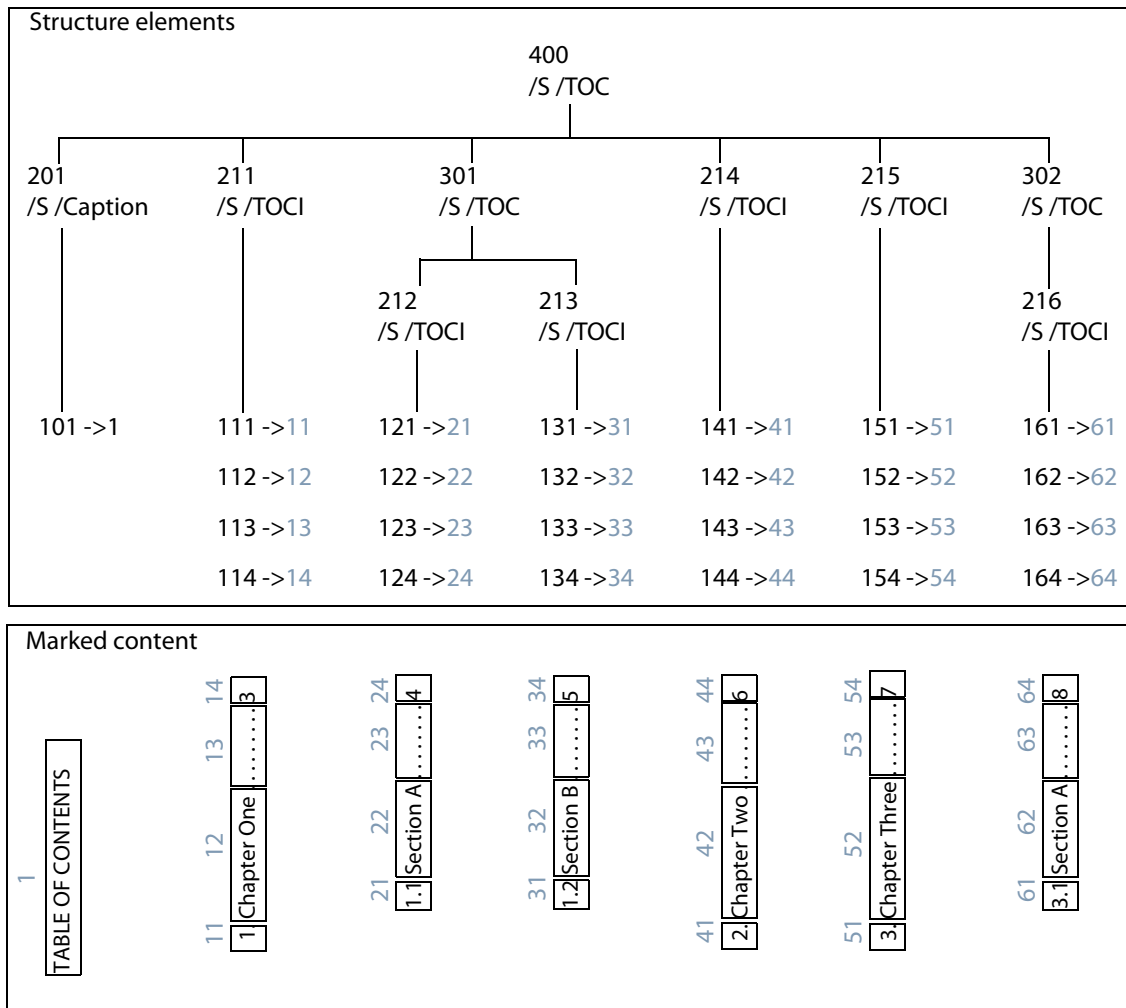 Structure elements
400
/S /TOC
201 211 301 214 215 302
/S /Caption /S /TOCI /S /TOC /S /TOCI /S /TOCI /S /TOC
212 213 216
/S /TOCI /S /TOCI /S /TOCI
101 ->1 111 ->11 121 ->21 131 ->31 141 ->41 151 ->51 161 ->61
112 ->12 122 ->22 132 ->32 142 ->42 152 ->52 162 ->62
113 ->13 123 ->23 133 ->33 143 ->43 153 ->53 163 ->63
114 ->14 124 ->24 134 ->34 144 ->44 154 ->54 164 ->64
Marked content
1
TABLE OF CONTENTS
11 12 13 14
1. Chapter One ........ 3
21 22 23 24
1.1 Section A ........ 4
31 32 33 34
1.2 Section B ........ 5
41 42 43 44
2. Chapter Two ........ 6
51 52 53 54
3. Chapter Three ........ 7
61 62 63 64
3.1 Section A ........ 8